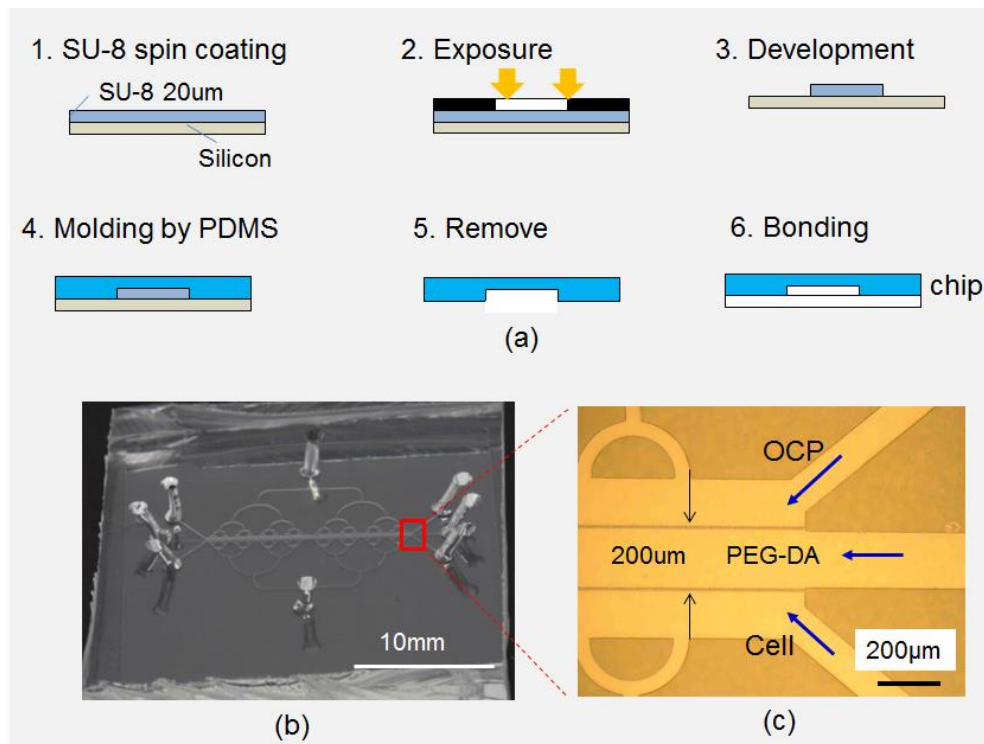 1. SU-8 spin coating
SU-8 20um
Silicon
2. Exposure
3. Development
4. Molding by PDMS
5. Remove
6. Bonding
chip
(a)
10mm
(b)
OCP
200um
PEG-DA
Cell
200µm
(c)